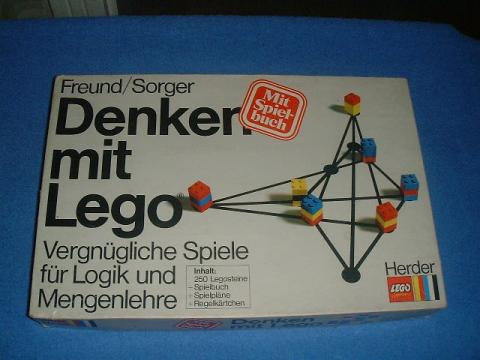 Freund/Sorger
Denken
mit
Lego
Mit
Spiel-
buch
Vergnügliche Spiele
für Logik und
Mengenlehre
Inhalt:
250 Legosteine
+ Spielbuch
+ Spielpläne
+ Regelkärtchen
Herder
LEGO
Denken